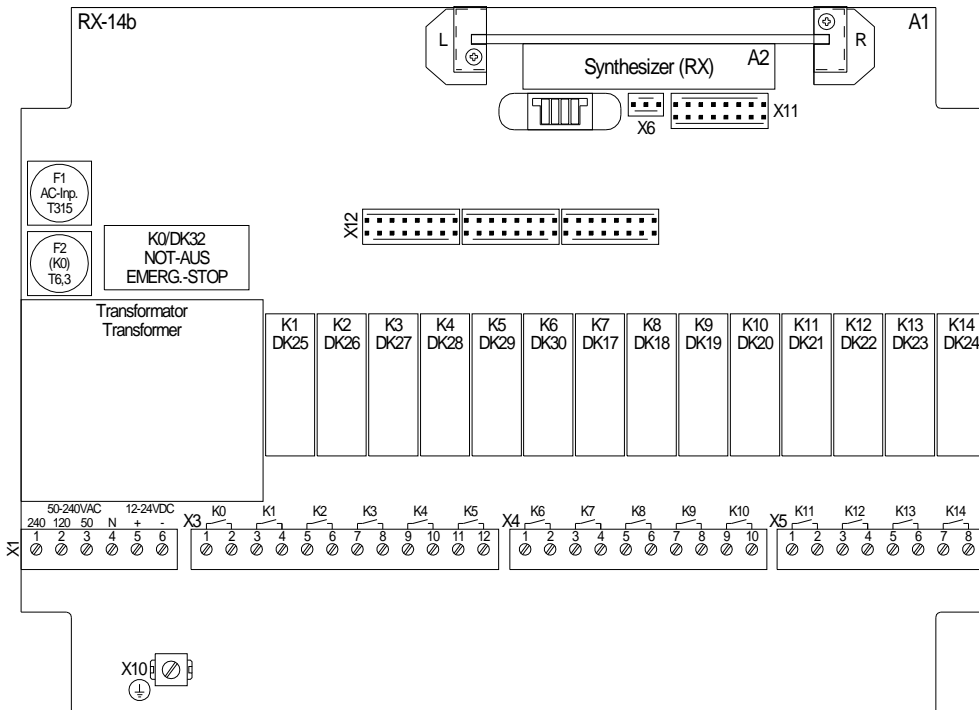 RX-14b
A1
L
R
Synthesizer (RX)
A2
X6
X11
F1
AC-Inp.
T315
X12
F2
(K0)
T6,3
K0/DK32
NOT-AUS
EMERG.-STOP
Transformator
Transformer
K1 K2 K3 K4 K5 K6 K7 K8 K9 K10 K11 K12 K13 K14
DK25 DK26 DK27 DK28 DK29 DK30 DK17 DK18 DK19 DK20 DK21 DK22 DK23 DK24
50-240VAC 12-24VDC
240 120 50 N + -
X1
1 2 3 4 5 6
X3
K0 K1 K2 K3 K4 K5
1 2 3 4 5 6 7 8 9 10 11 12
X4
K6 K7 K8 K9 K10
1 2 3 4 5 6 7 8 9 10
X5
K11 K12 K13 K14
1 2 3 4 5 6 7 8
X10